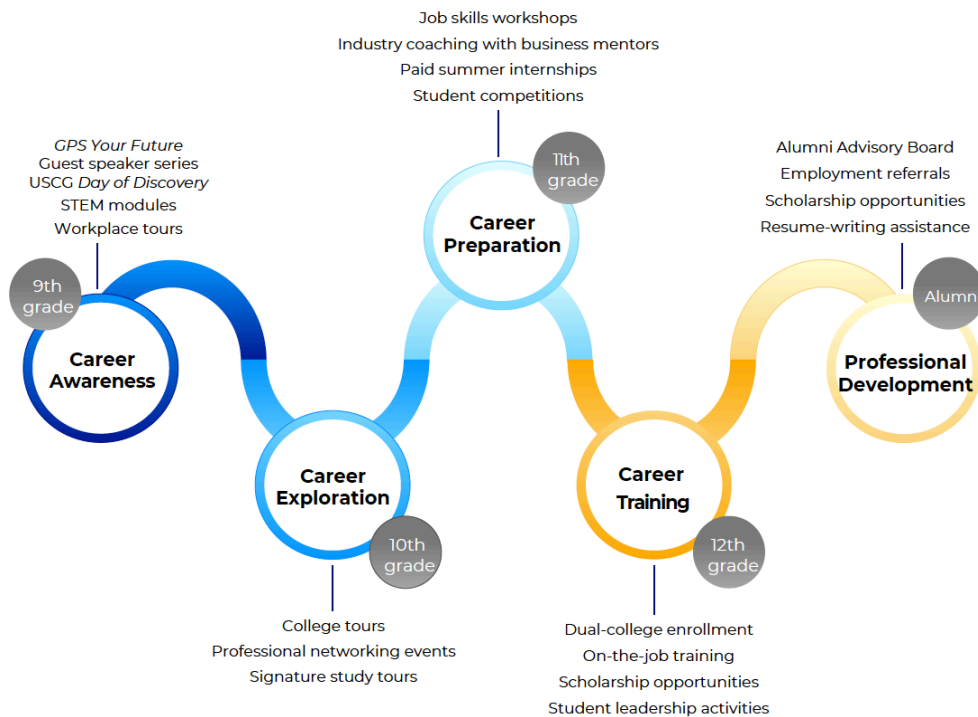 GPS Your Future
Guest speaker series
USCG Day of Discovery
STEM modules
Workplace tours
9th
grade
Career
Awareness
Career
Exploration
10th
grade
College tours
Professional networking events
Signature study tours
Job skills workshops
Industry coaching with business mentors
Paid summer internships
Student competitions
11th
grade
Career
Preparation
Career
Training
12th
grade
Dual-college enrollment
On-the-job training
Scholarship opportunities
Student leadership activities
Alumni Advisory Board
Employment referrals
Scholarship opportunities
Resume-writing assistance
Alumni
Professional
Development